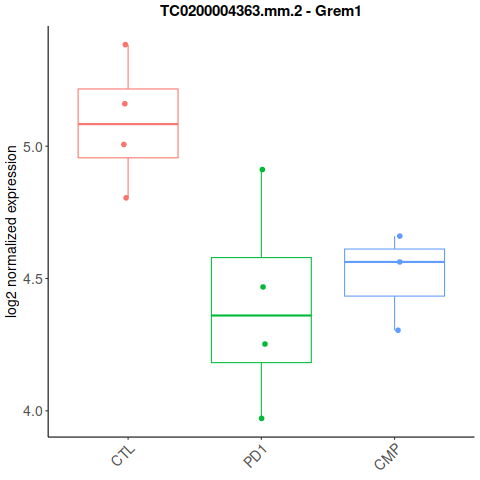 TC0200004363.mm.2 - Grem1
log2 normalized expression
5.0
4.5
4.0
CTL
PD1
CMP